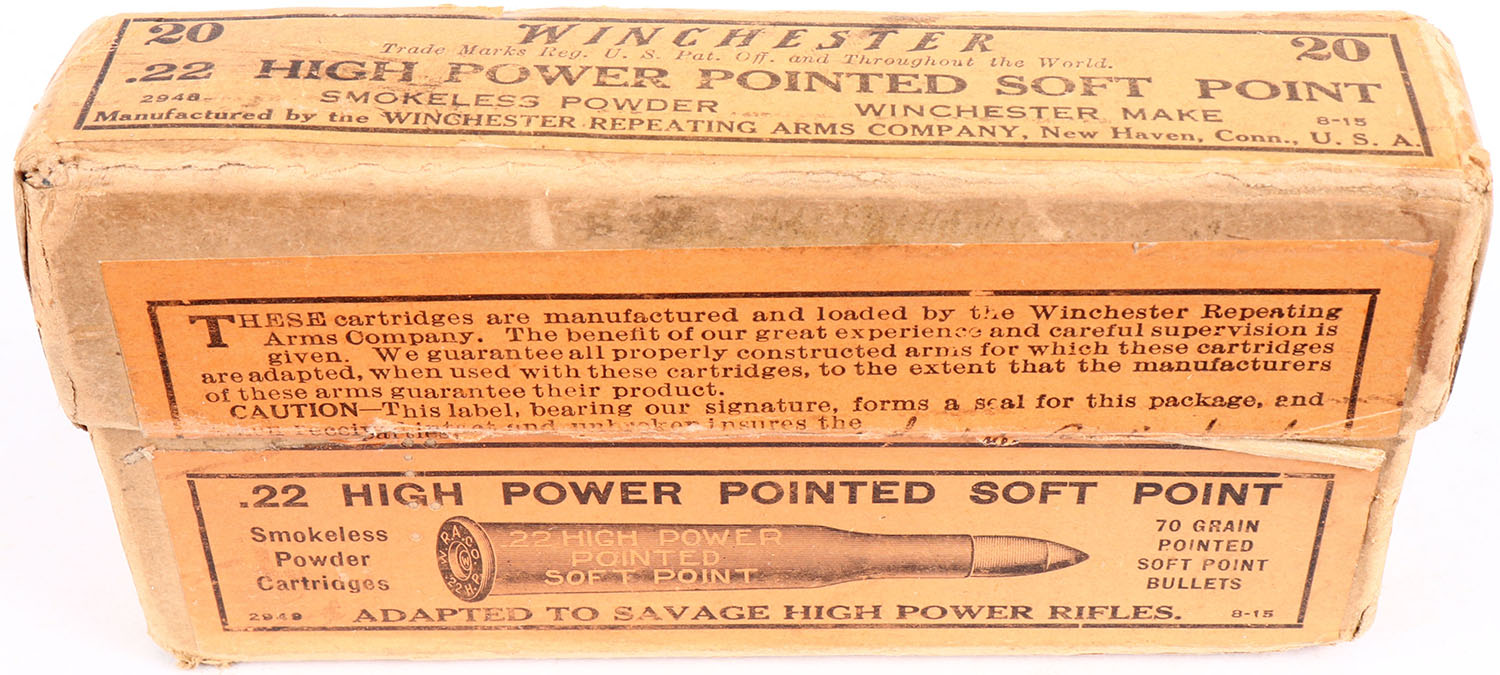 20 WINCHESTER 20
Trade Marks Reg. U. S. Pat. Off. and Throughout the World.
.22 HIGH POWER POINTED SOFT POINT
2948 SMOKELESS POWDER WINCHESTER MAKE 8-15
Manufactured by the WINCHESTER REPEATING ARMS COMPANY, New Haven, Conn., U. S. A.
THESE cartridges are manufactured and loaded by the Winchester Repeating
Arms Company. The benefit of our great experience and careful supervision is
given. We guarantee all properly constructed arms for which these cartridges
are adapted, when used with these cartridges, to the extent that the manufacturers
of these arms guarantee their product.
CAUTION—This label, bearing our signature, forms a seal for this package, and
intact and unbroken insures the
.22 HIGH POWER POINTED SOFT POINT
Smokeless
Powder
Cartridges
W.R.A.CO.
W
.22 H.P.
.22 HIGH POWER
POINTED
SOFT POINT
70 GRAIN
POINTED
SOFT POINT
BULLETS
2949 ADAPTED TO SAVAGE HIGH POWER RIFLES. 8-15